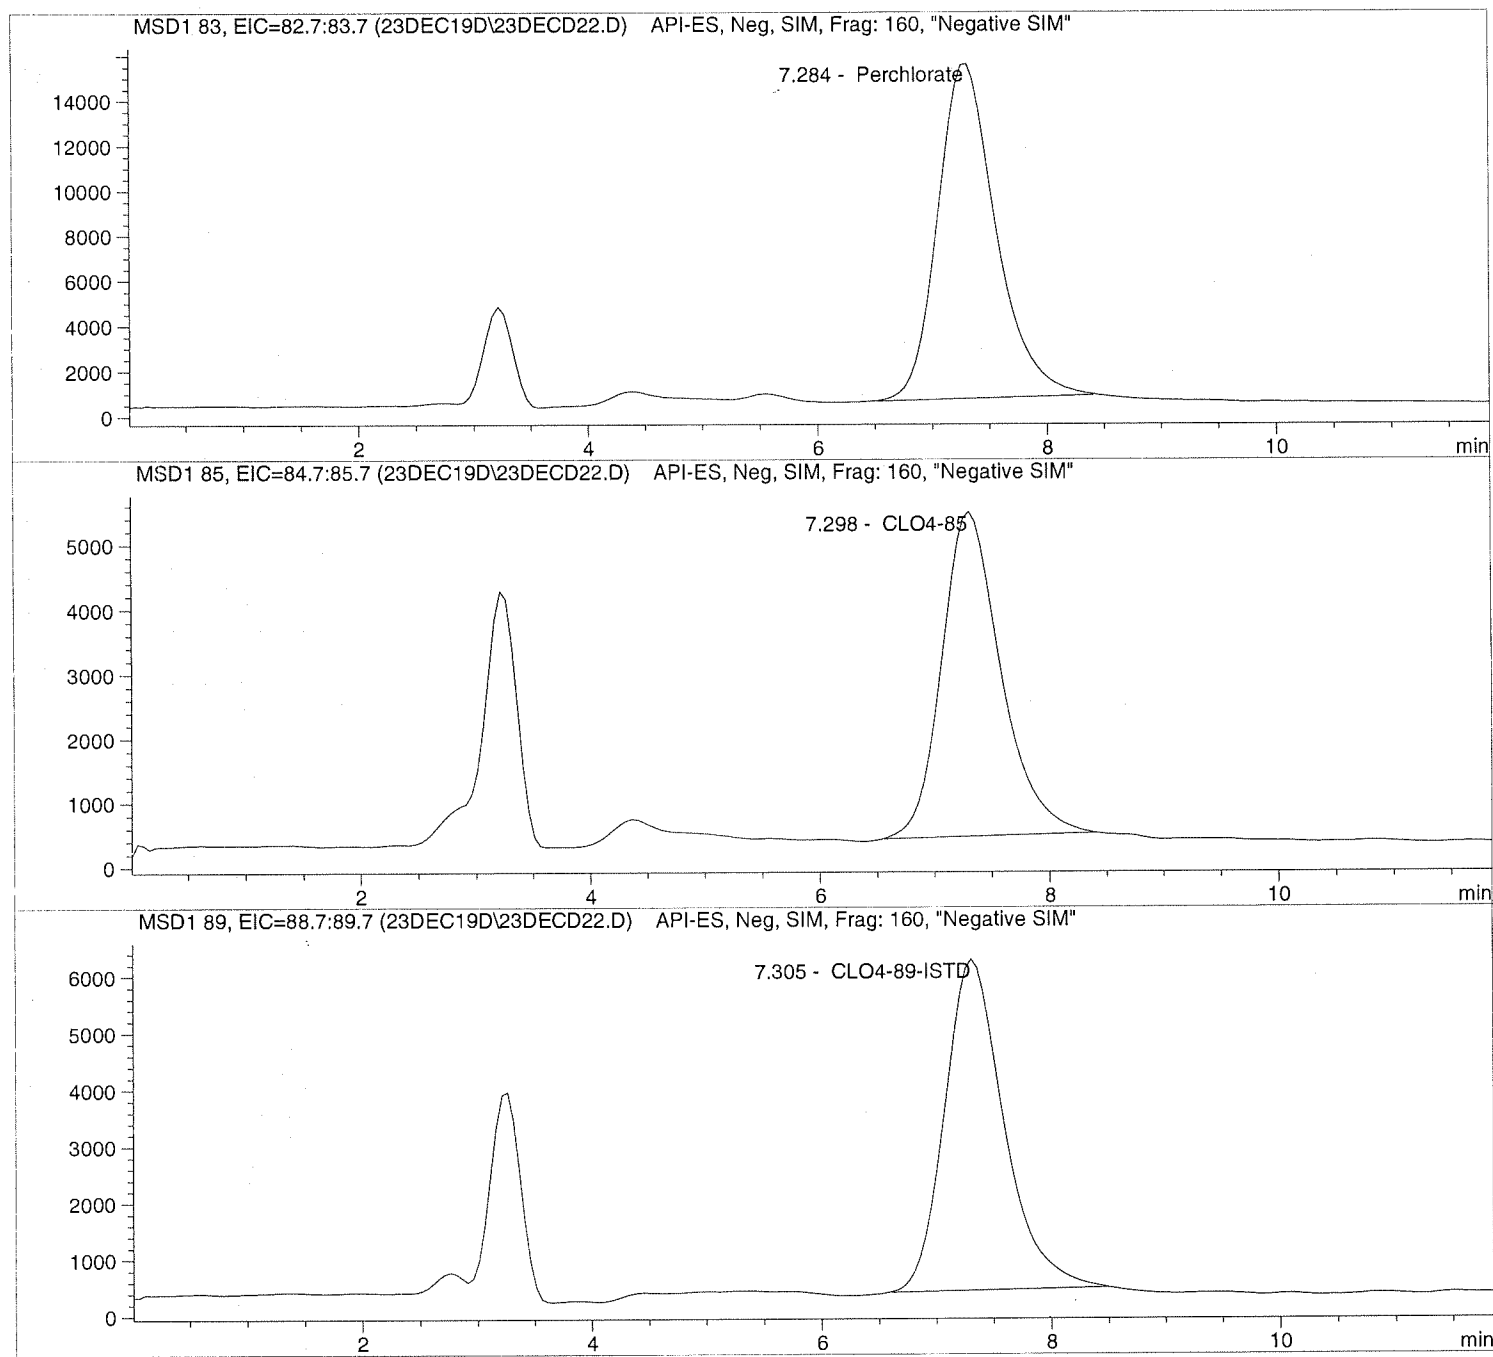 MSD1 83, EIC=82.7:83.7 (23DEC19D\23DECD22.D) API-ES, Neg, SIM, Frag: 160, "Negative SIM"
7.284 - Perchlorate
14000
12000
10000
8000
6000
4000
2000
0
2 4 6 8 10 min
MSD1 85, EIC=84.7:85.7 (23DEC19D\23DECD22.D) API-ES, Neg, SIM, Frag: 160, "Negative SIM"
7.298 - CLO4-85
5000
4000
3000
2000
1000
0
2 4 6 8 10 min
MSD1 89, EIC=88.7:89.7 (23DEC19D\23DECD22.D) API-ES, Neg, SIM, Frag: 160, "Negative SIM"
7.305 - CLO4-89-ISTD
6000
5000
4000
3000
2000
1000
0
2 4 6 8 10 min